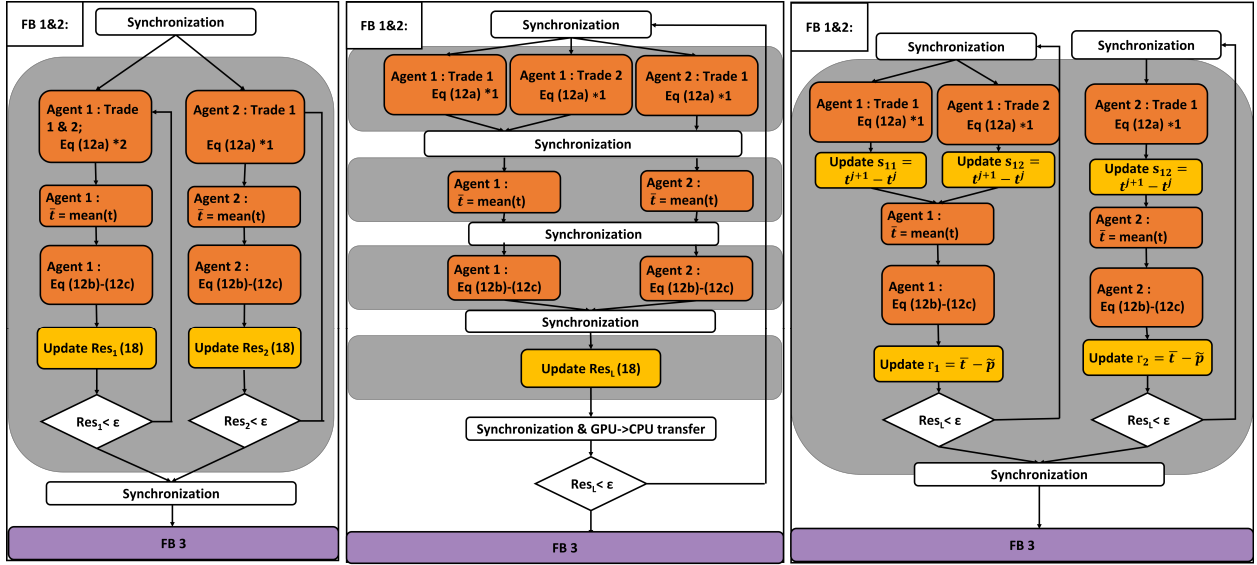 FB 1&2:
Synchronization
Agent 1 : Trade
1 & 2;
Eq (12a) *2
Agent 2 : Trade 1
Eq (12a) *1
Agent 1 :
t̅ = mean(t)
Agent 2 :
t̅ = mean(t)
Agent 1 :
Eq (12b)-(12c)
Agent 2 :
Eq (12b)-(12c)
Update Res₁ (18)
Update Res₂ (18)
Res₁< ε
Res₂< ε
Synchronization
FB 3
FB 1&2:
Synchronization
Agent 1 : Trade 1
Eq (12a) *1
Agent 1 : Trade 2
Eq (12a) *1
Agent 2 : Trade 1
Eq (12a) *1
Synchronization
Agent 1 :
t̅ = mean(t)
Agent 2 :
t̅ = mean(t)
Synchronization
Agent 1 :
Eq (12b)-(12c)
Agent 2 :
Eq (12b)-(12c)
Synchronization
Update Res_L (18)
Synchronization & GPU->CPU transfer
Res_L< ε
FB 3
FB 1&2:
Synchronization
Synchronization
Agent 1 : Trade 1
Eq (12a) *1
Agent 1 : Trade 2
Eq (12a) *1
Agent 2 : Trade 1
Eq (12a) *1
Update s₁₁ =
t^{j+1} − t^j
Update s₁₂ =
t^{j+1} − t^j
Update s₁₂ =
t^{j+1} − t^j
Agent 1 :
t̅ = mean(t)
Agent 2 :
t̅ = mean(t)
Agent 1 :
Eq (12b)-(12c)
Agent 2 :
Eq (12b)-(12c)
Update r₁ = t̅ − p̃
Update r₂ = t̅ − p̃
Res_L< ε
Res_L< ε
Synchronization
FB 3